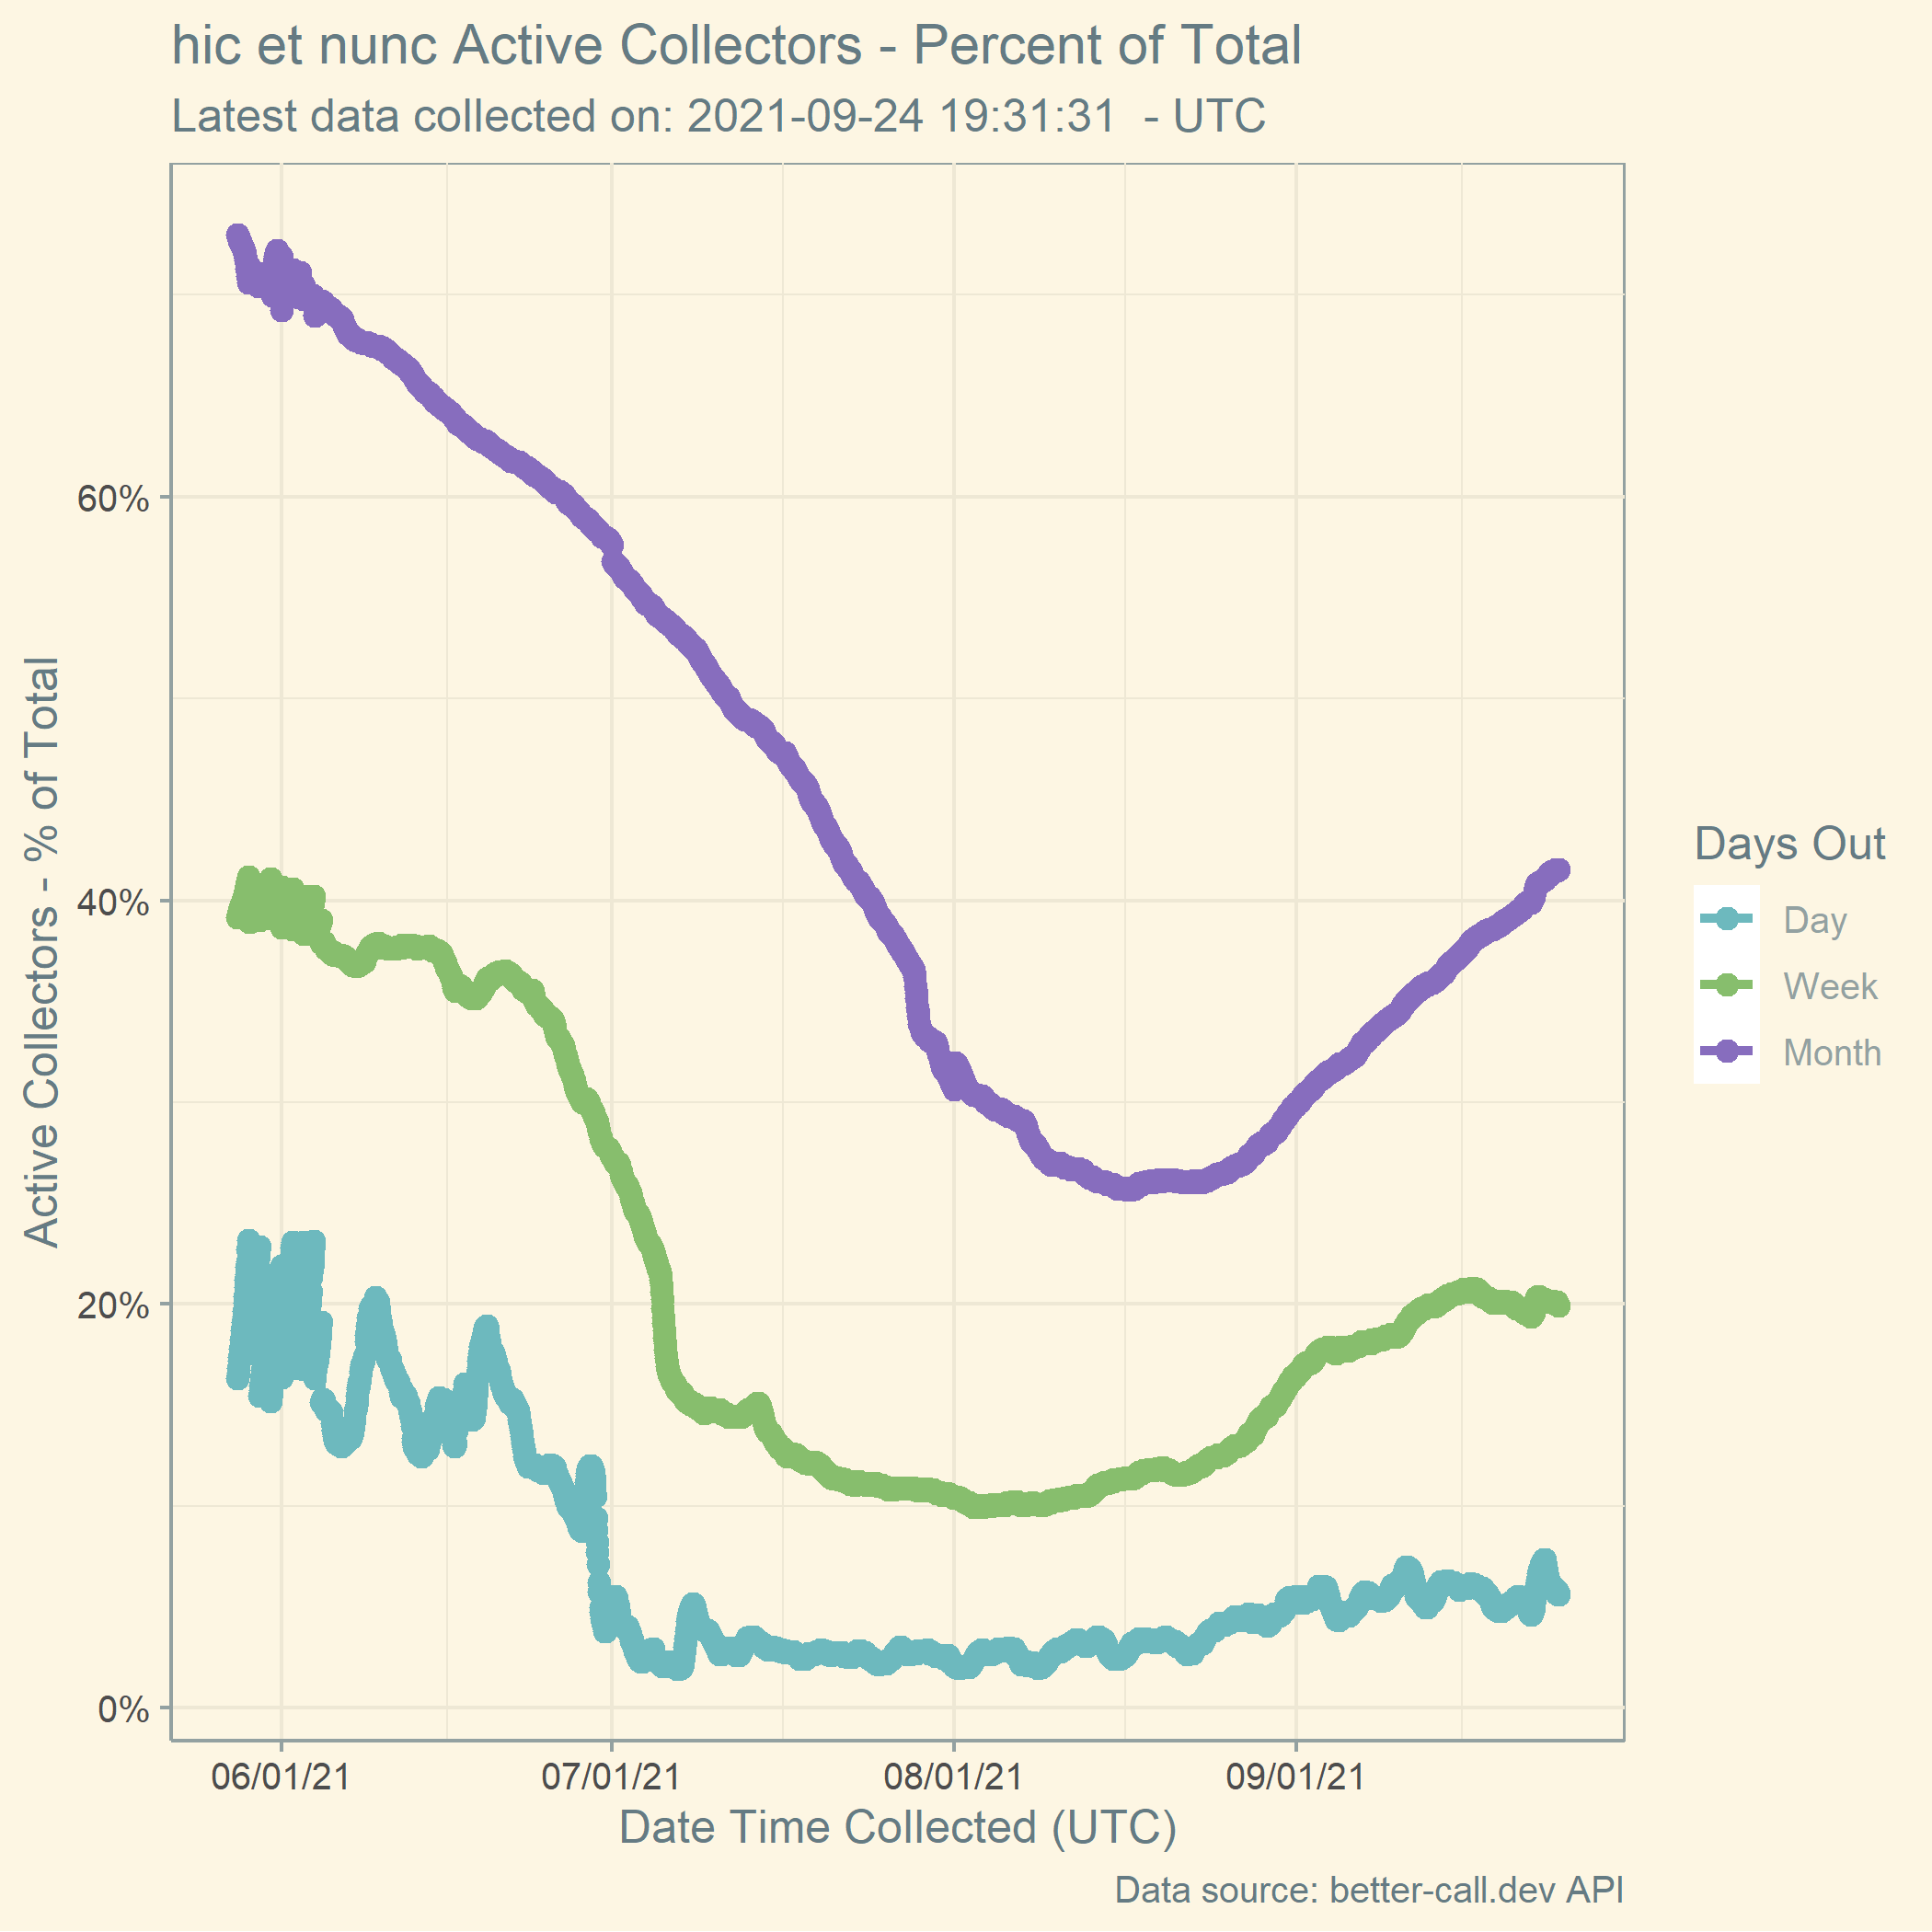 hic et nunc Active Collectors - Percent of Total
Latest data collected on: 2021-09-24 19:31:31  - UTC
Active Collectors - % of Total
60%
40%
20%
0%
06/01/21
07/01/21
08/01/21
09/01/21
Date Time Collected (UTC)
Days Out
Day
Week
Month
Data source: better-call.dev API